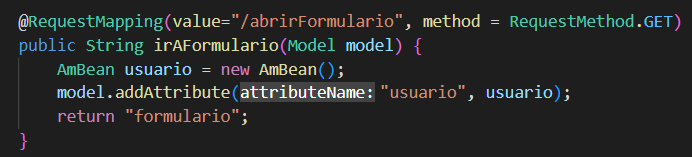 @RequestMapping(value="/abrirFormulario", method = RequestMethod.GET)
public String irAFormulario(Model model) {
    AmBean usuario = new AmBean();
    model.addAttribute(attributeName: "usuario", usuario);
    return "formulario";
}